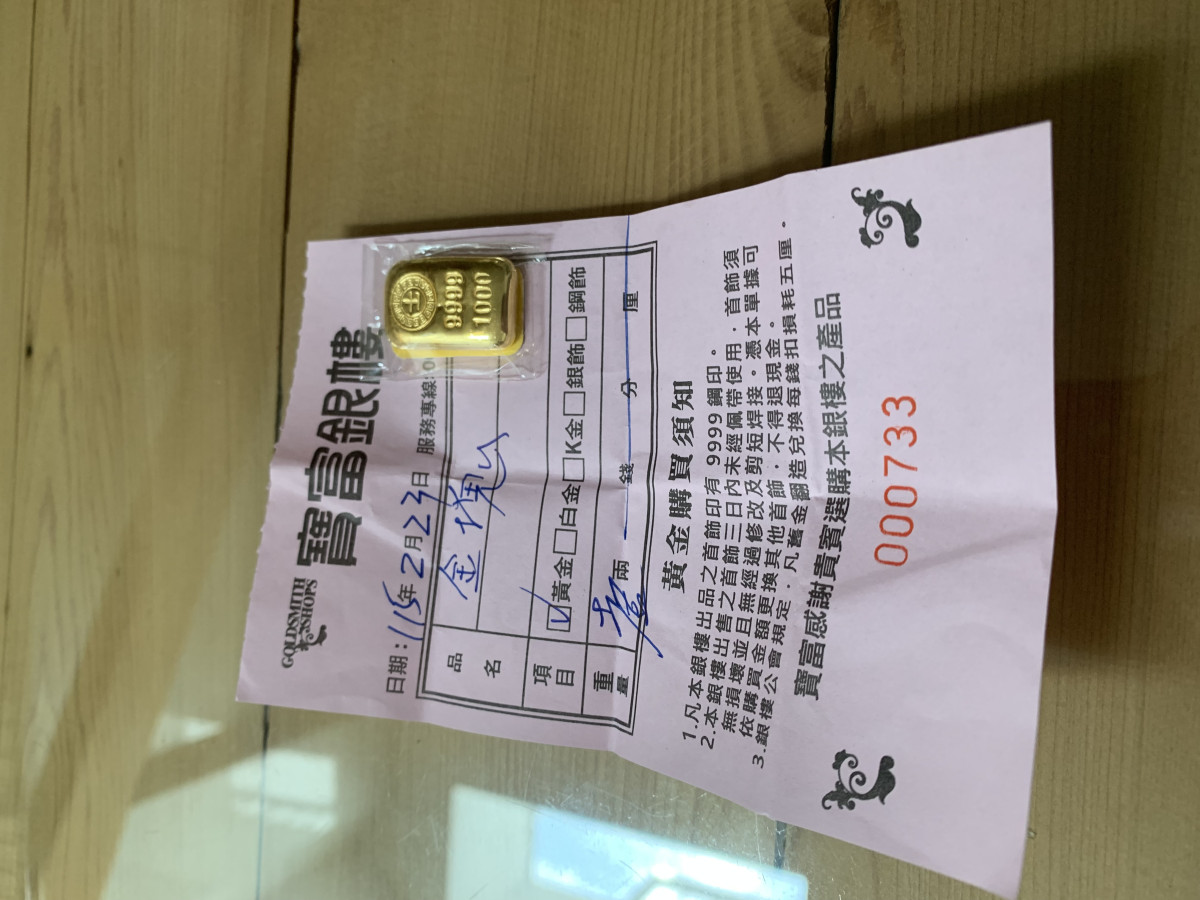 GOLDSMITH
SHOPS
寶富銀樓
日期：115年2月23日 服務專線：0
品名
金塊
項目
黃金 白金 K金 銀飾 鋼飾
重量
壹兩 錢 分 厘
9999
1000
黃金購買須知
1.凡本銀樓出品之首飾印有9999鋼印。
2.本銀樓出售之首飾三日內未經佩帶使用，首飾須
無損壞並且無經過修改及剪短焊接。憑本單據可
依購買金額更換其他首飾，不得退現金。
3.銀樓公會規定，凡舊金翻造兌換每錢扣損耗五厘。
寶富感謝貴賓選購本銀樓之產品
000733